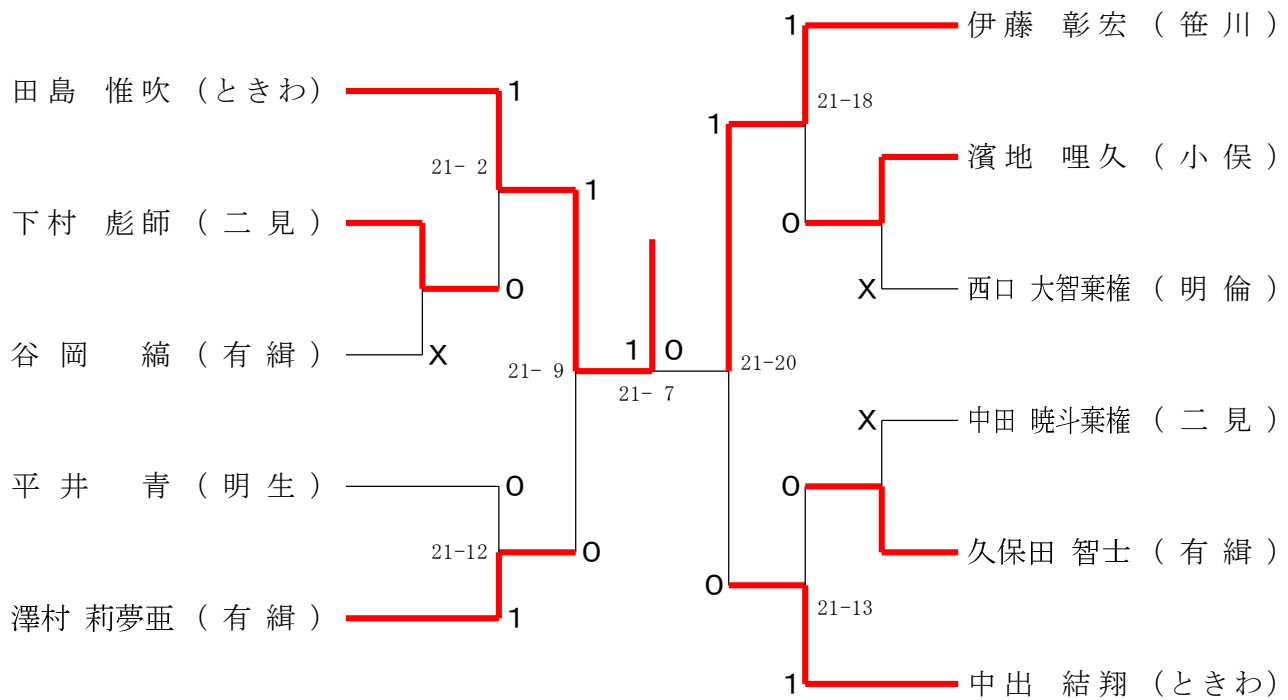 伊藤 彰宏 ( 笹川 )
1
田島 惟吹 (ときわ)
1
21-18
1
濱地 哩久 ( 小俣 )
21- 2
1
下村 彪師 ( 二見 )
0
0
X
西口 大智棄権 ( 明倫 )
谷岡 縞 ( 有緝 )
X
1 0
21- 9
21-20
21- 7
X
中田 暁斗棄権 ( 二見 )
平井 青 ( 明生 )
0
0
21-12
0
久保田 智士 ( 有緝 )
0
澤村 莉夢亜 ( 有緝 )
1
21-13
1
中出 結翔 (ときわ)